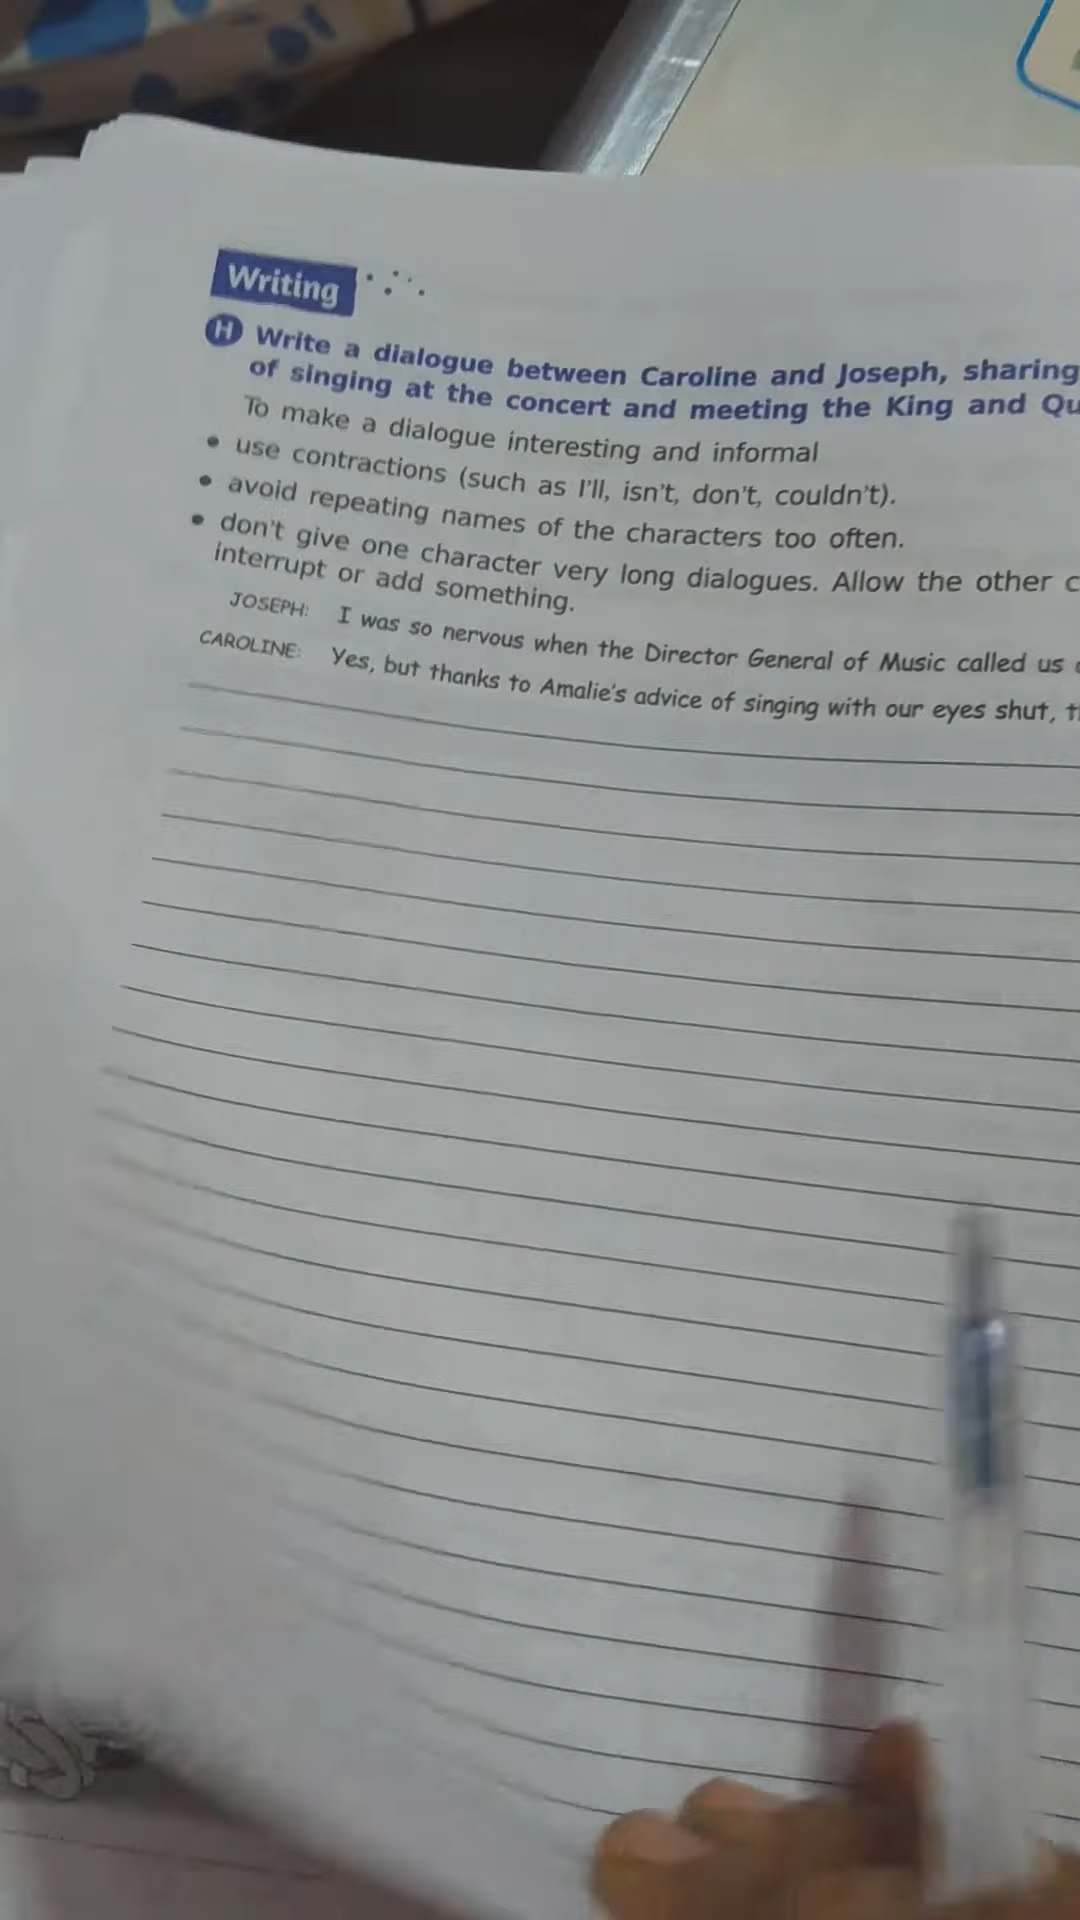 Writing
H Write a dialogue between Caroline and Joseph, sharing
of singing at the concert and meeting the King and Qu
To make a dialogue interesting and informal
• use contractions (such as I'll, isn't, don't, couldn't).
• avoid repeating names of the characters too often.
• don't give one character very long dialogues. Allow the other c
interrupt or add something.
JOSEPH: I was so nervous when the Director General of Music called us
CAROLINE: Yes, but thanks to Amalie's advice of singing with our eyes shut,